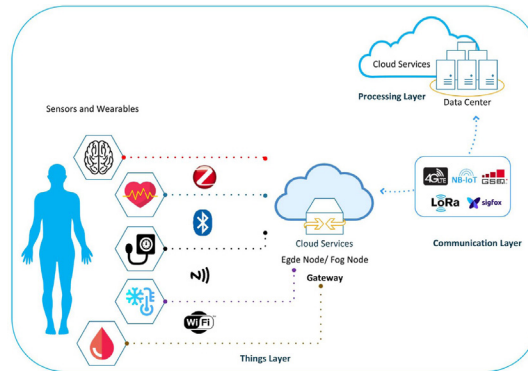 Cloud Services
Data Center
Processing Layer
Sensors and Wearables
4G LTE
NB-IoT
GSM
LoRa
sigfox
Communication Layer
Cloud Services
Egde Node/ Fog Node
Gateway
WiFi
Things Layer